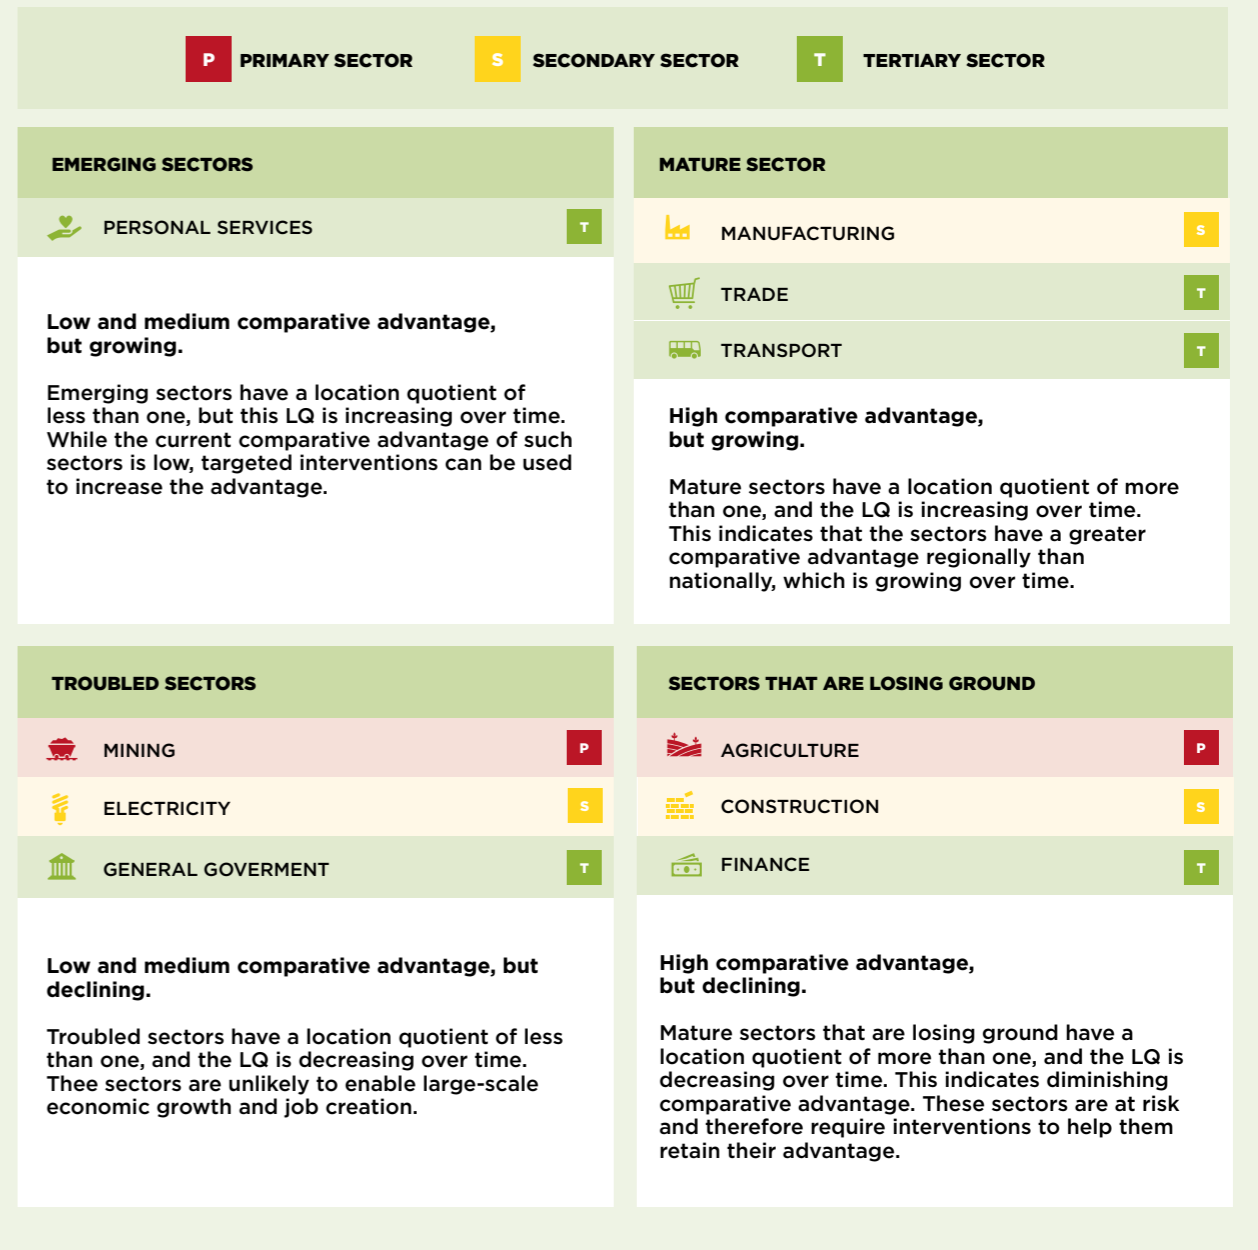 P PRIMARY SECTOR S SECONDARY SECTOR T TERTIARY SECTOR
EMERGING SECTORS
PERSONAL SERVICES T
Low and medium comparative advantage,
but growing.
Emerging sectors have a location quotient of
less than one, but this LQ is increasing over time.
While the current comparative advantage of such
sectors is low, targeted interventions can be used
to increase the advantage.
MATURE SECTOR
MANUFACTURING S
TRADE T
TRANSPORT T
High comparative advantage,
but growing.
Mature sectors have a location quotient of more
than one, and the LQ is increasing over time.
This indicates that the sectors have a greater
comparative advantage regionally than
nationally, which is growing over time.
TROUBLED SECTORS
MINING P
ELECTRICITY S
GENERAL GOVERMENT T
Low and medium comparative advantage, but
declining.
Troubled sectors have a location quotient of less
than one, and the LQ is decreasing over time.
Thee sectors are unlikely to enable large-scale
economic growth and job creation.
SECTORS THAT ARE LOSING GROUND
AGRICULTURE P
CONSTRUCTION S
FINANCE T
High comparative advantage,
but declining.
Mature sectors that are losing ground have a
location quotient of more than one, and the LQ is
decreasing over time. This indicates diminishing
comparative advantage. These sectors are at risk
and therefore require interventions to help them
retain their advantage.